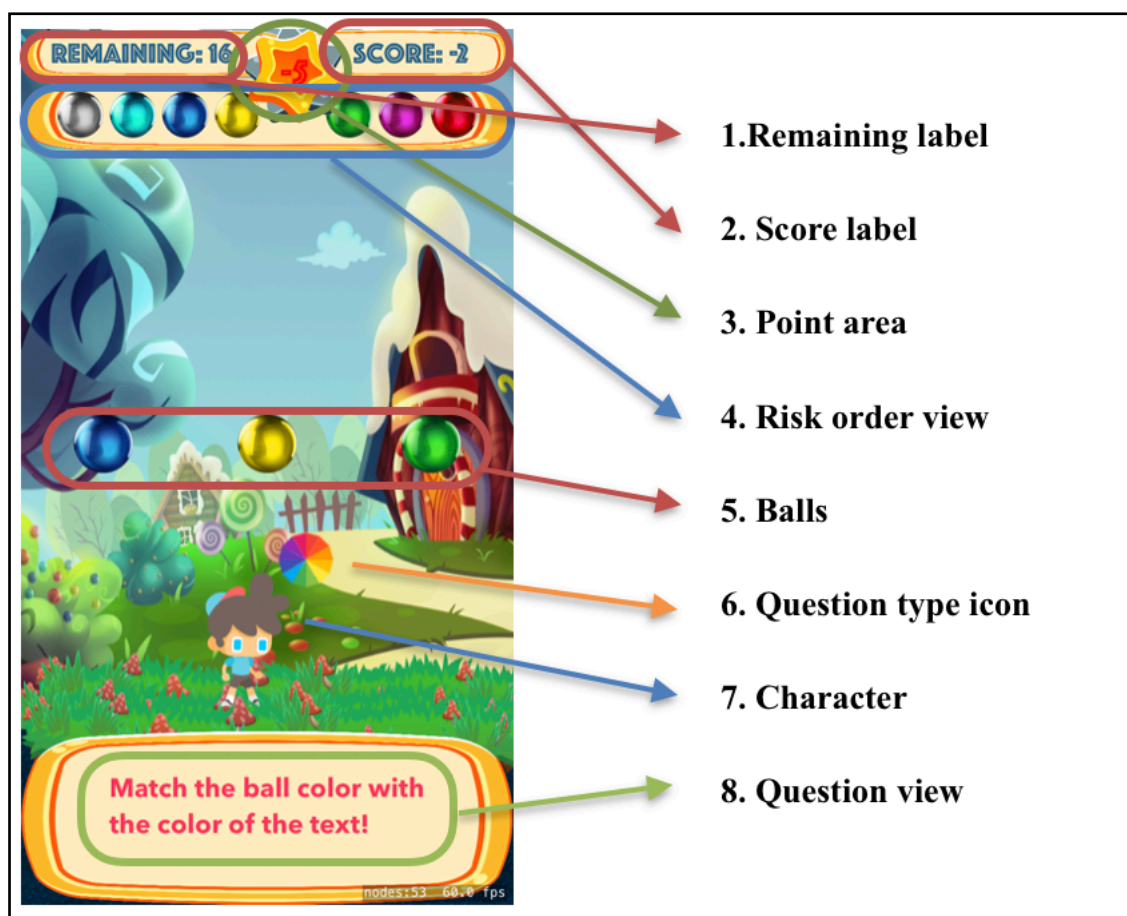 REMAINING: 16
-5
SCORE: -2
1.Remaining label
2. Score label
3. Point area
4. Risk order view
5. Balls
6. Question type icon
7. Character
8. Question view
Match the ball color with
the color of the text!
nodes:53 60.0 fps